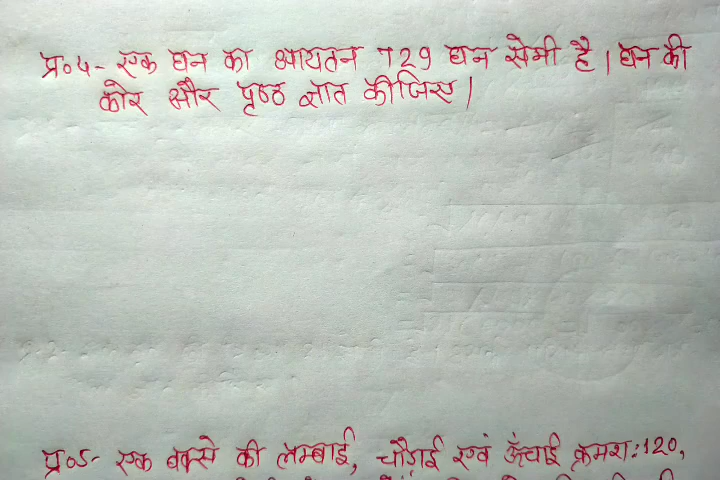 प्र०4- एक घन का आयतन 729 घन सेमी है। घन की
कोर और पृष्ठ ज्ञात कीजिए।
प्र०5- एक बक्से की लम्बाई, चौड़ाई एवं ऊँचाई क्रमश: 120,